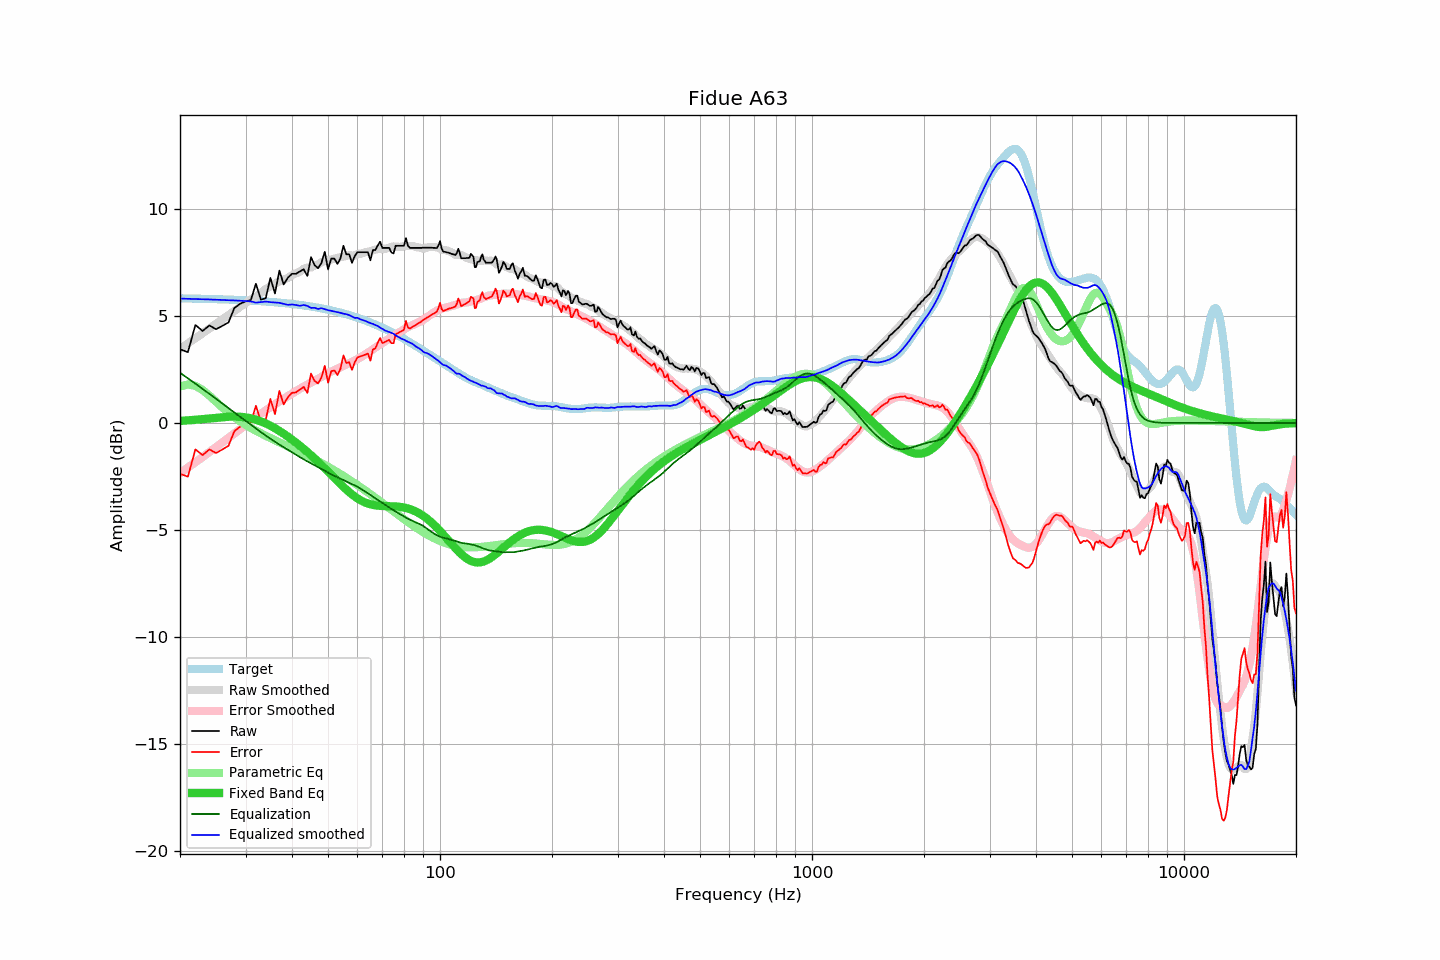 Fidue A63
Amplitude (dBr)
10
5
0
−5
−10
−15
−20
Target
Raw Smoothed
Error Smoothed
Raw
Error
Parametric Eq
Fixed Band Eq
Equalization
Equalized smoothed
100
1000
10000
Frequency (Hz)